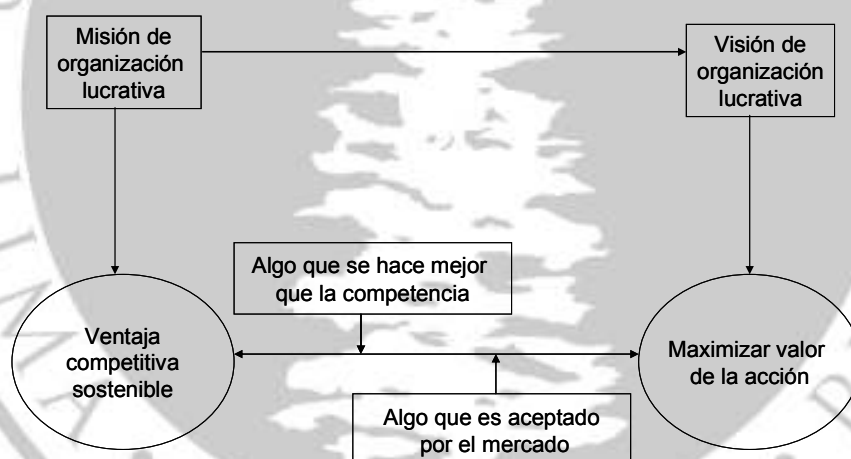 Misión de
organización
lucrativa
Visión de
organización
lucrativa
Algo que se hace mejor
que la competencia
Ventaja
competitiva
sostenible
Maximizar valor
de la acción
Algo que es aceptado
por el mercado